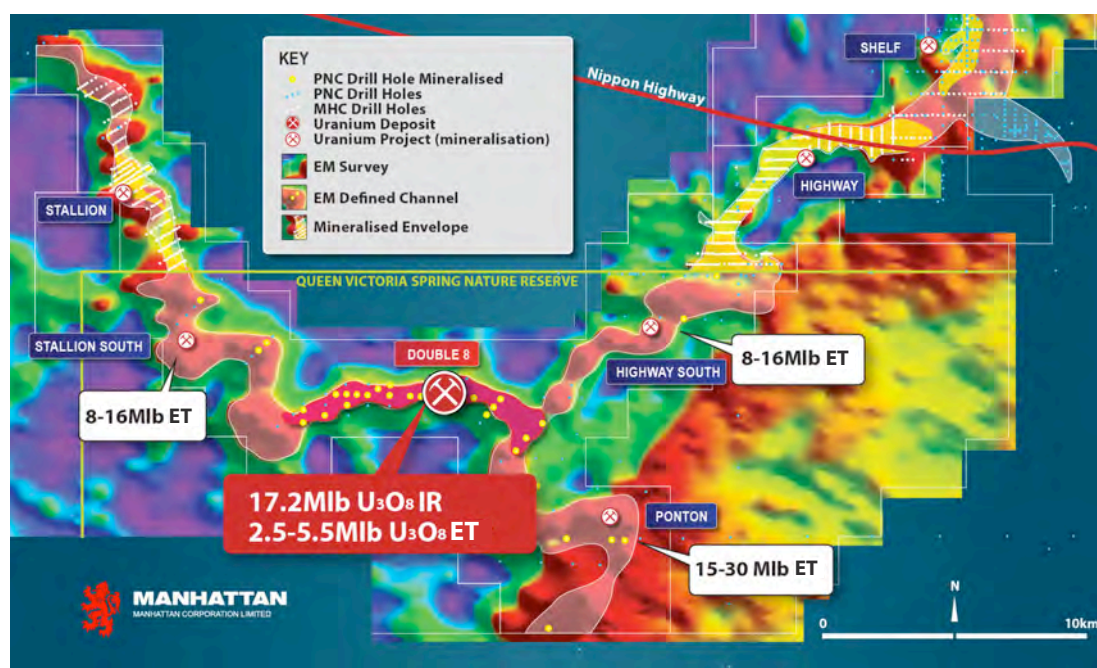 KEY
PNC Drill Hole Mineralised
PNC Drill Holes
MHC Drill Holes
Uranium Deposit
Uranium Project (mineralisation)
EM Survey
EM Defined Channel
Mineralised Envelope
SHELF
Nippon Highway
HIGHWAY
STALLION
QUEEN VICTORIA SPRING NATURE RESERVE
STALLION SOUTH
DOUBLE 8
HIGHWAY SOUTH
8-16Mlb ET
8-16Mlb ET
17.2Mlb U₃O₈ IR
2.5-5.5Mlb U₃O₈ ET
PONTON
15-30 Mlb ET
MANHATTAN
MANHATTAN CORPORATION LIMITED
N
0 10km